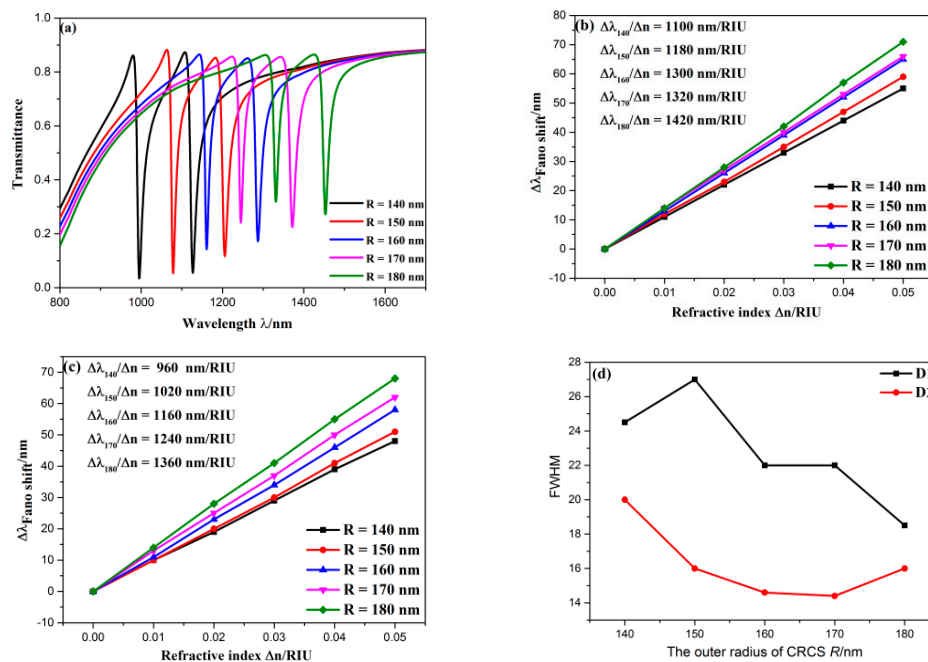 (a)
1.0
0.8
0.6
0.4
0.2
0.0
Transmittance
R = 140 nm
R = 150 nm
R = 160 nm
R = 170 nm
R = 180 nm
800 1000 1200 1400 1600
Wavelength λ/nm
(b)
Δλ140/Δn = 1100 nm/RIU
Δλ150/Δn = 1180 nm/RIU
Δλ160/Δn = 1300 nm/RIU
Δλ170/Δn = 1320 nm/RIU
Δλ180/Δn = 1420 nm/RIU
80
70
60
50
40
30
20
10
0
-10
ΔλFano shift/nm
R = 140 nm
R = 150 nm
R = 160 nm
R = 170 nm
R = 180 nm
0.00 0.01 0.02 0.03 0.04 0.05
Refractive index Δn/RIU
(c)
Δλ140/Δn = 960 nm/RIU
Δλ150/Δn = 1020 nm/RIU
Δλ160/Δn = 1160 nm/RIU
Δλ170/Δn = 1240 nm/RIU
Δλ180/Δn = 1360 nm/RIU
70
60
50
40
30
20
10
0
-10
ΔλFano shift/nm
R = 140 nm
R = 150 nm
R = 160 nm
R = 170 nm
R = 180 nm
0.00 0.01 0.02 0.03 0.04 0.05
Refractive index Δn/RIU
(d)
28
26
24
22
20
18
16
14
FWHM
140 150 160 170 180
The outer radius of CRCS R/nm